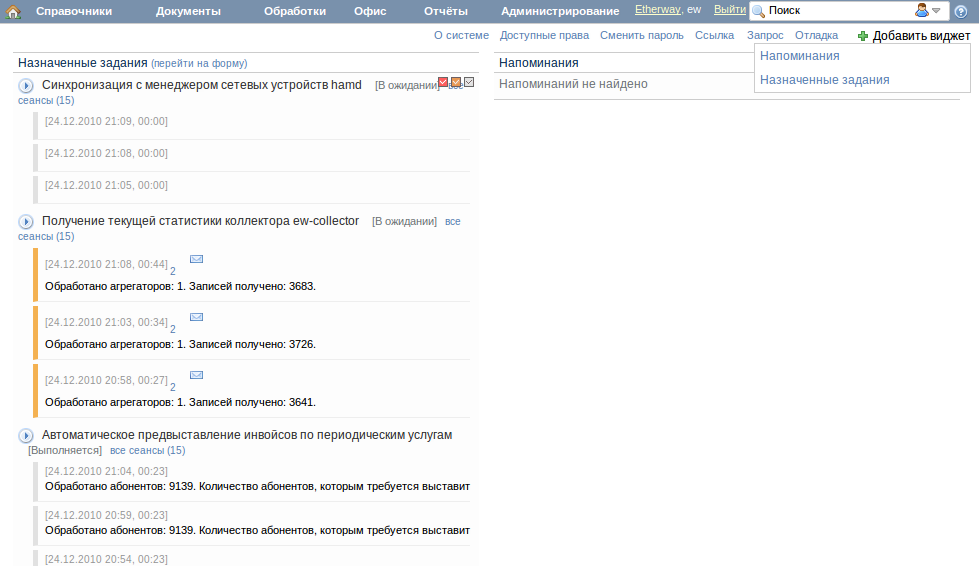 Справочники Документы Обработки Офис Отчёты Администрирование Etherway, ew Выйти Поиск
О системе Доступные права Сменить пароль Ссылка Запрос Отладка Добавить виджет
Напоминания
Назначенные задания
Назначенные задания (перейти на форму)
Синхронизация с менеджером сетевых устройств hamd [В ожидании] все
сеансы (15)
[24.12.2010 21:09, 00:00]
[24.12.2010 21:08, 00:00]
[24.12.2010 21:05, 00:00]
Получение текущей статистики коллектора ew-collector [В ожидании] все
сеансы (15)
[24.12.2010 21:08, 00:44] 2
Обработано агрегаторов: 1. Записей получено: 3683.
[24.12.2010 21:03, 00:34] 2
Обработано агрегаторов: 1. Записей получено: 3726.
[24.12.2010 20:58, 00:27] 2
Обработано агрегаторов: 1. Записей получено: 3641.
Автоматическое предвыставление инвойсов по периодическим услугам
[Выполняется] все сеансы (15)
[24.12.2010 21:04, 00:23]
Обработано абонентов: 9139. Количество абонентов, которым требуется выставит
[24.12.2010 20:59, 00:23]
Обработано абонентов: 9139. Количество абонентов, которым требуется выставит
[24.12.2010 20:54, 00:23]
Напоминания
Напоминаний не найдено